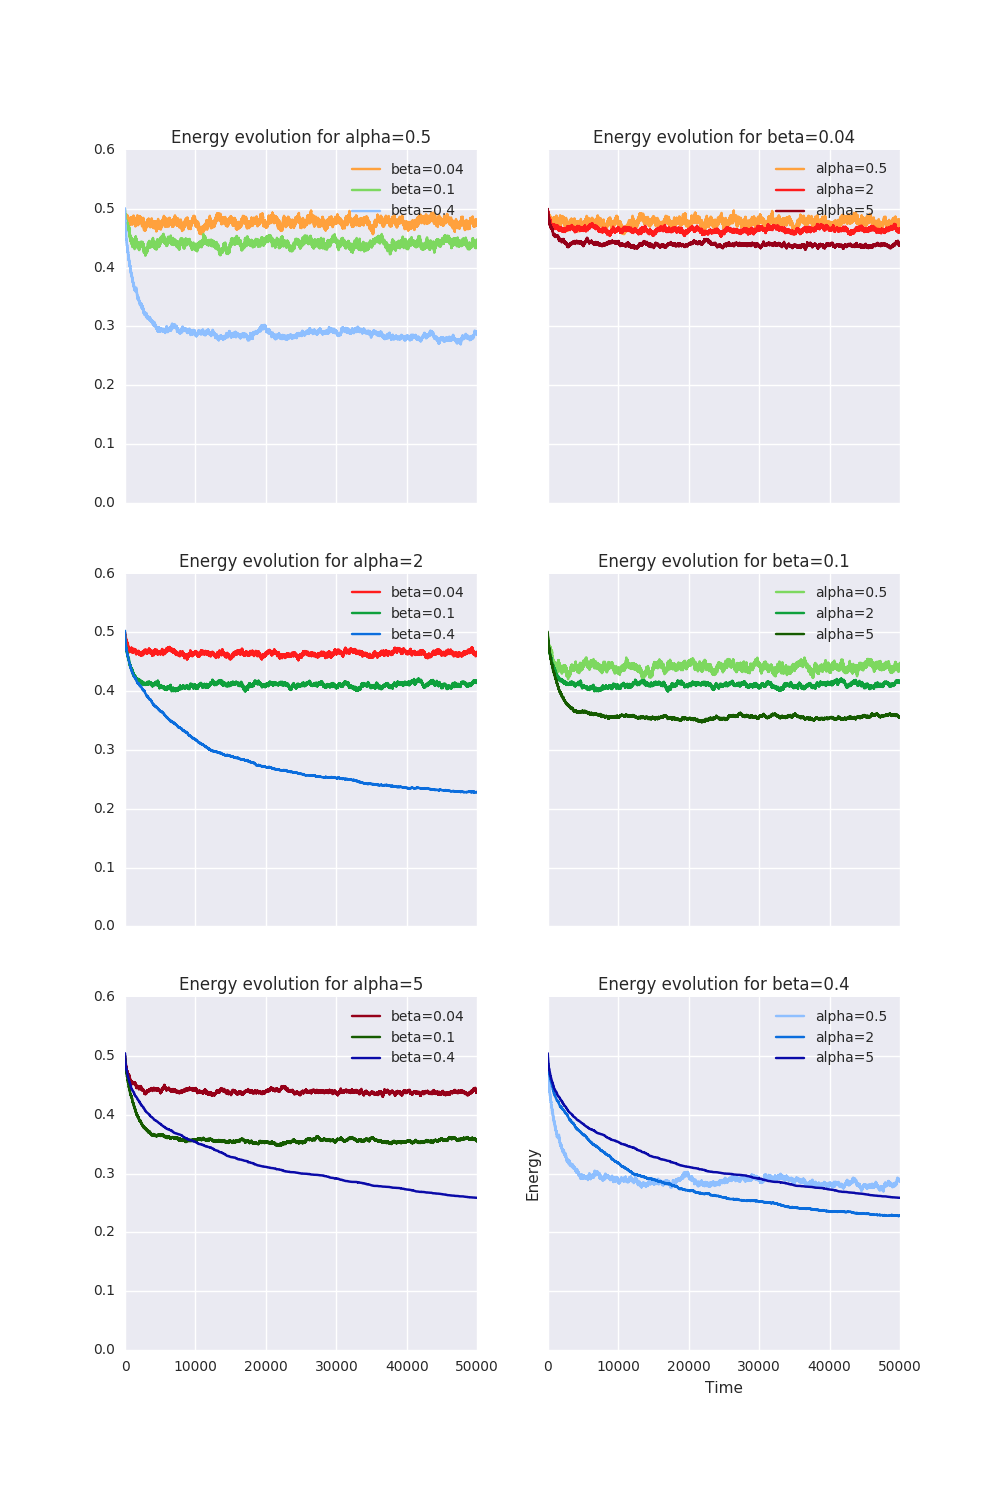 Energy evolution for alpha=0.5
0.6
0.5
0.4
0.3
0.2
0.1
0.0
beta=0.04
beta=0.1
beta=0.4
Energy evolution for beta=0.04
alpha=0.5
alpha=2
alpha=5
Energy evolution for alpha=2
0.6
0.5
0.4
0.3
0.2
0.1
0.0
beta=0.04
beta=0.1
beta=0.4
Energy evolution for beta=0.1
alpha=0.5
alpha=2
alpha=5
Energy evolution for alpha=5
0.6
0.5
0.4
0.3
0.2
0.1
0.0
beta=0.04
beta=0.1
beta=0.4
0 10000 20000 30000 40000 50000
Energy evolution for beta=0.4
alpha=0.5
alpha=2
alpha=5
Energy
0 10000 20000 30000 40000 50000
Time